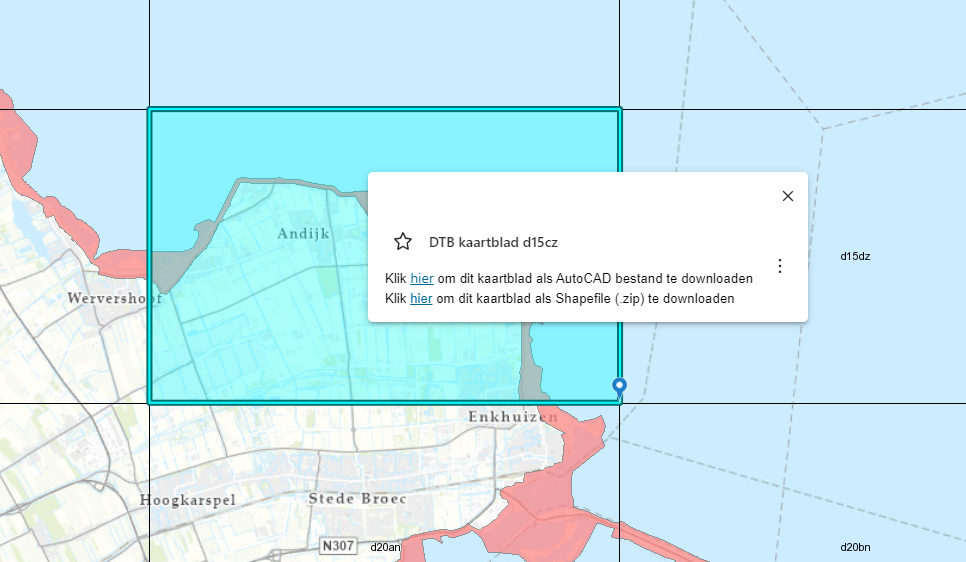 Andijk
DTB kaartblad d15cz
d15dz
Klik hier om dit kaartblad als AutoCAD bestand te downloaden
Klik hier om dit kaartblad als Shapefile (.zip) te downloaden
Wervershoof
Enkhuizen
Hoogkarspel
Stede Broec
N307
d20an
d20bn